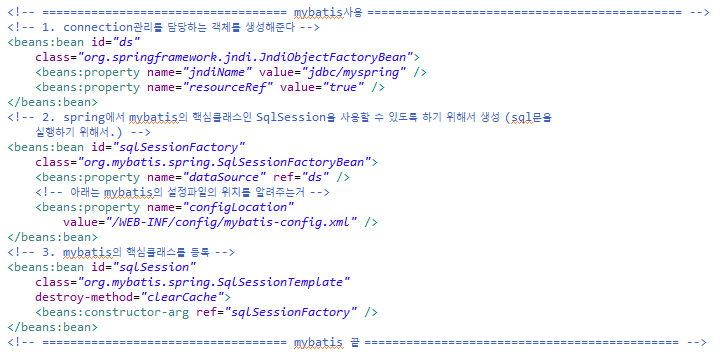 <!-- =================================== mybatis사용 ============================================= -->
<!-- 1. connection관리를 담당하는 객체를 생성해준다 -->
<beans:bean id="ds"
class="org.springframework.jndi.JndiObjectFactoryBean">
<beans:property name="jndiName" value="jdbc/myspring" />
<beans:property name="resourceRef" value="true" />
</beans:bean>
<!-- 2. spring에서 mybatis의 핵심클래스인 SqlSession을 사용할 수 있도록 하기 위해서 생성 (sql문을
실행하기 위해서.) -->
<beans:bean id="sqlSessionFactory"
class="org.mybatis.spring.SqlSessionFactoryBean">
<beans:property name="dataSource" ref="ds" />
<!-- 아래는 mybatis의 설정파일의 위치를 알려주는거 -->
<beans:property name="configLocation"
value="/WEB-INF/config/mybatis-config.xml" />
</beans:bean>
<!-- 3. mybatis의 핵심클래스를 등록 -->
<beans:bean id="sqlSession"
class="org.mybatis.spring.SqlSessionTemplate"
destroy-method="clearCache">
<beans:constructor-arg ref="sqlSessionFactory" />
</beans:bean>
<!-- =================================== mybatis 끝 ============================================= -->